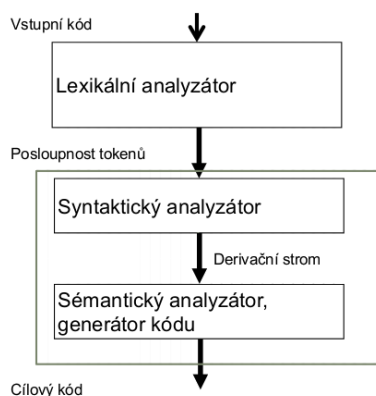 Vstupní kód
Lexikální analyzátor
Posloupnost tokenů
Syntaktický analyzátor
Derivační strom
Sémantický analyzátor,
generátor kódu
Cílový kód